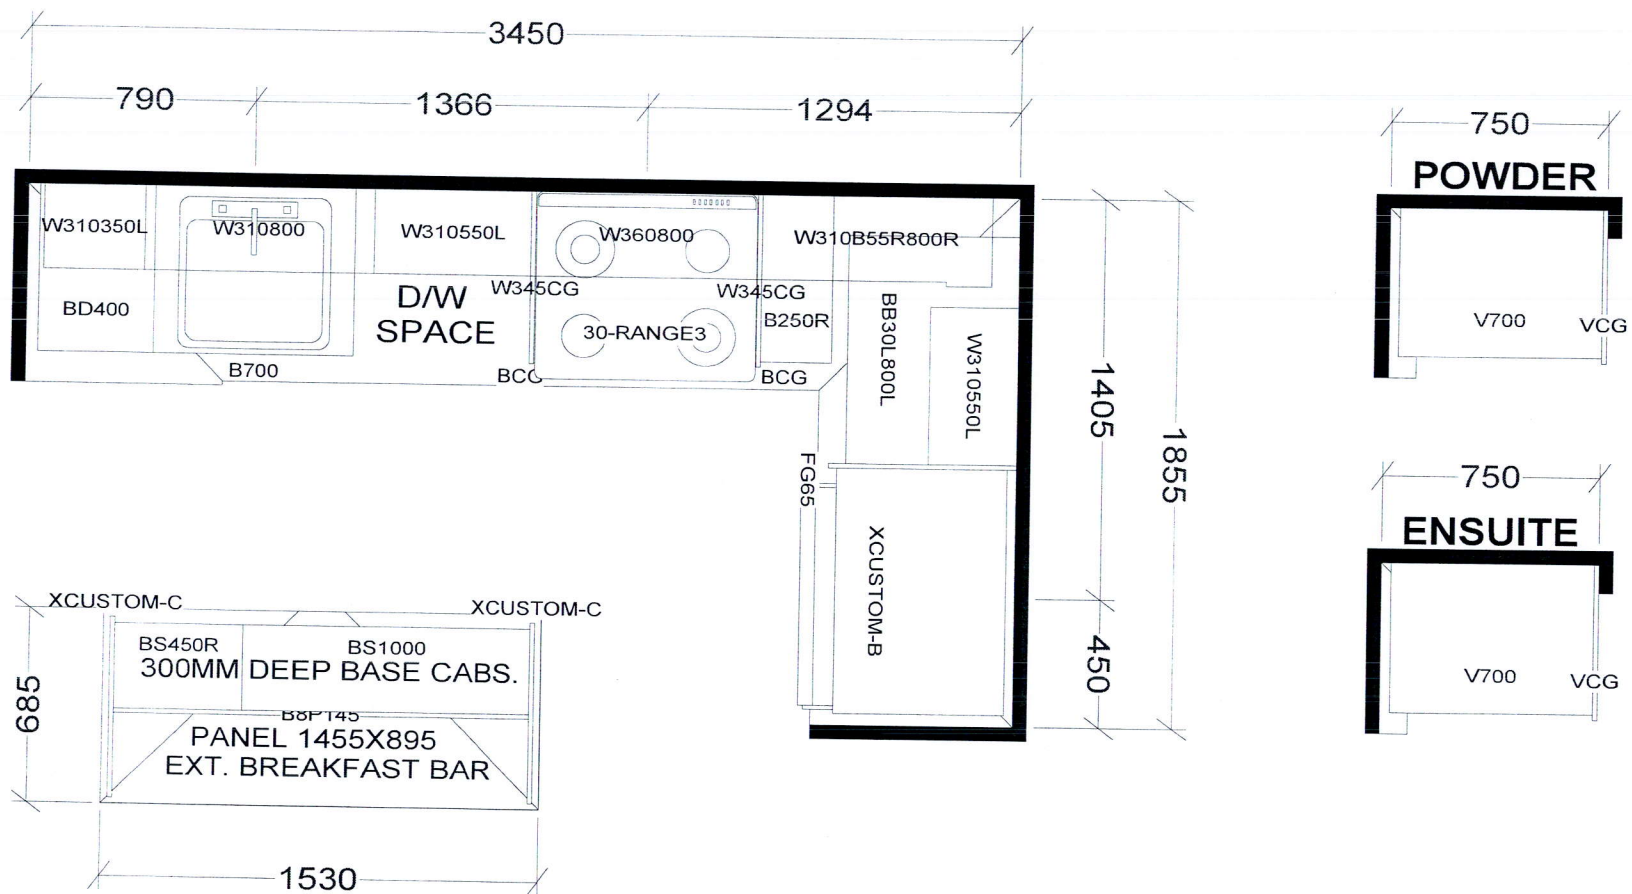 3450
790
1366
1294
W310350L
W310800
W310550L
W360800
W310B55R800R
BD400
D/W
SPACE
W345CG
W345CG
B250R
30-RANGE3
B700
BCG
BCG
BB30L800L
W310550L
FG65
XCUSTOM-B
1405
1855
450
XCUSTOM-C
XCUSTOM-C
BS450R
BS1000
300MM DEEP BASE CABS.
685
PANEL 1455X895
EXT. BREAKFAST BAR
1530
750
POWDER
V700
VCG
750
ENSUITE
V700
VCG